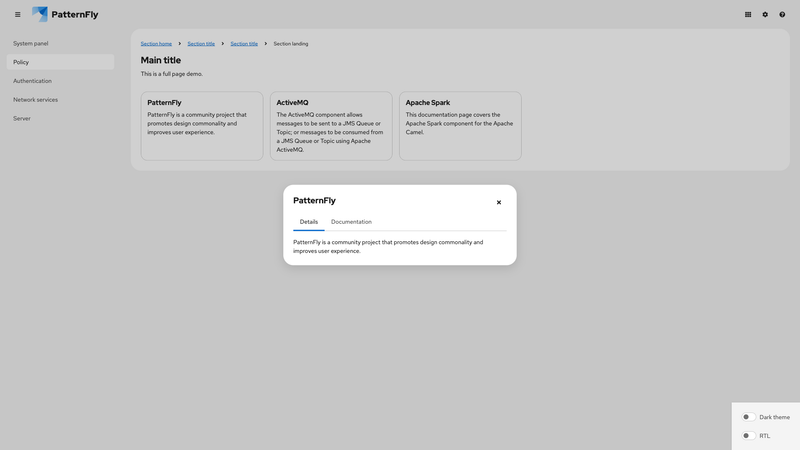 PatternFly
System panel
Policy
Authentication
Network services
Server
Section home
Section title
Section title
Section landing
Main title
This is a full page demo.
PatternFly
PatternFly is a community project that
promotes design commonality and
improves user experience.
ActiveMQ
The ActiveMQ component allows
messages to be sent to a JMS Queue or
Topic; or messages to be consumed from
a JMS Queue or Topic using Apache
ActiveMQ.
Apache Spark
This documentation page covers the
Apache Spark component for the Apache
Camel.
PatternFly
Details
Documentation
PatternFly is a community project that promotes design commonality and
improves user experience.
Dark theme
RTL